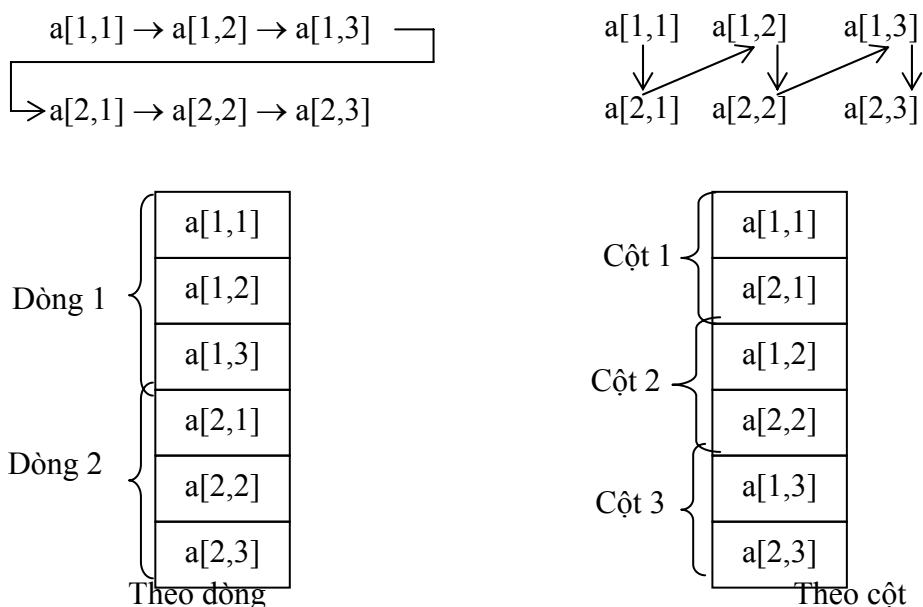 a[1,1] → a[1,2] → a[1,3]
a[2,1] → a[2,2] → a[2,3]
a[1,1] a[1,2] a[1,3]
a[2,1] a[2,2] a[2,3]
Dòng 1
a[1,1]
a[1,2]
a[1,3]
Dòng 2
a[2,1]
a[2,2]
a[2,3]
Theo dòng
Cột 1
a[1,1]
a[2,1]
Cột 2
a[1,2]
a[2,2]
Cột 3
a[1,3]
a[2,3]
Theo cột